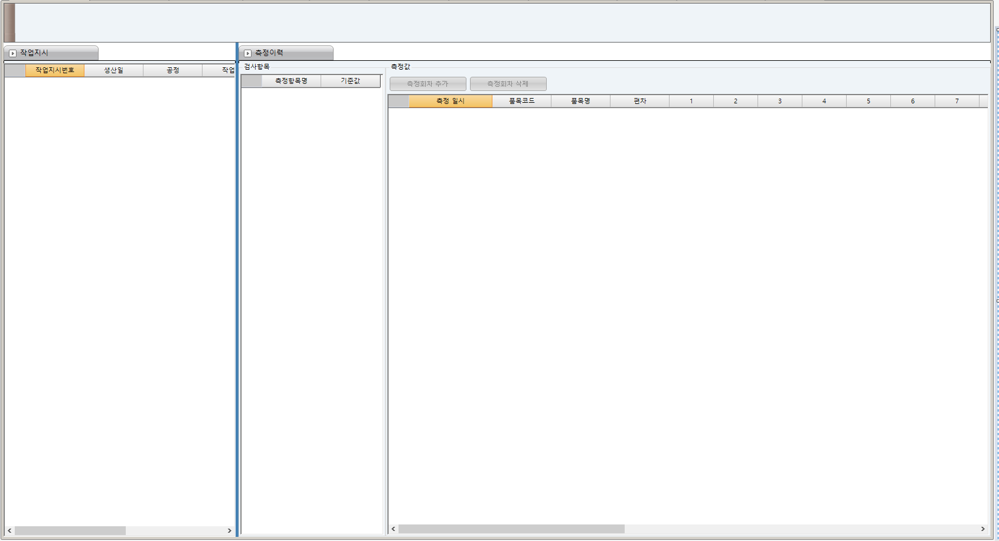 작업지시
작업지시번호 생산일 공정 작업
측정이력
검사항목
측정항목명 기준값
측정값
측정회차 추가 측정회차 삭제
측정 일시 품목코드 품목명 편차 1 2 3 4 5 6 7